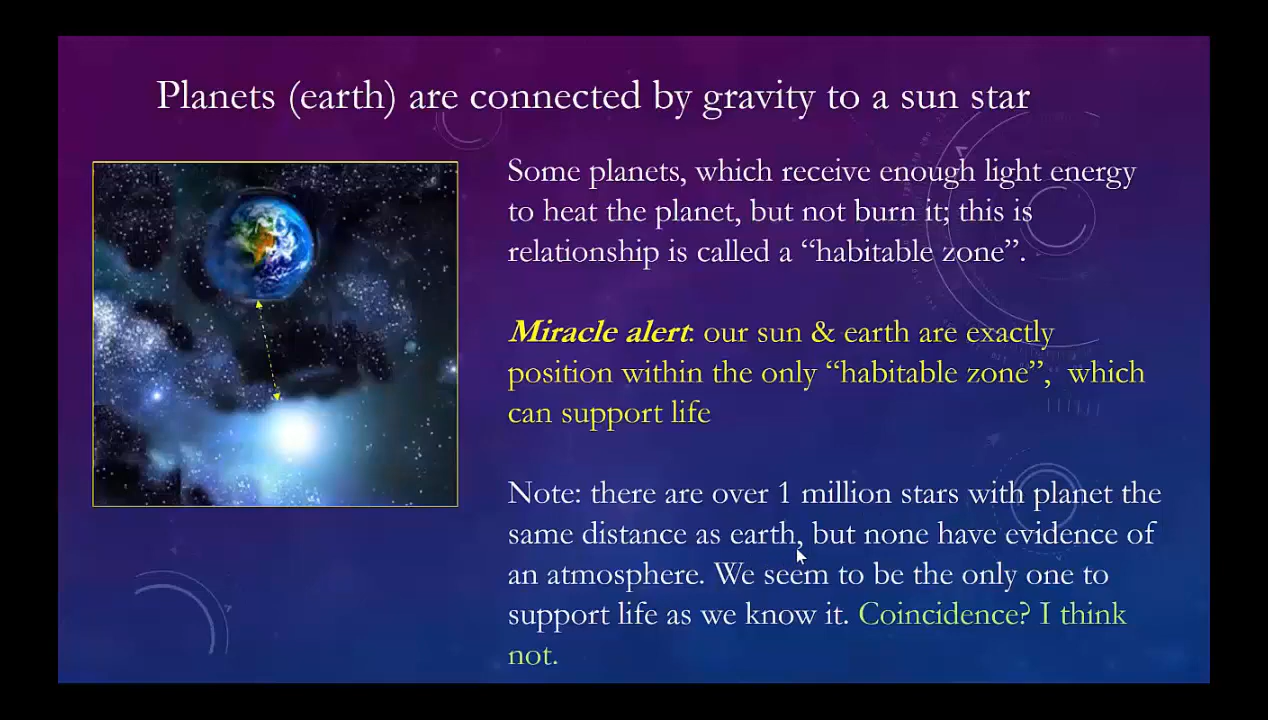 Planets (earth) are connected by gravity to a sun star
Some planets, which receive enough light energy
to heat the planet, but not burn it; this is
relationship is called a “habitable zone”.
Miracle alert: our sun & earth are exactly
position within the only “habitable zone”, which
can support life
Note: there are over 1 million stars with planet the
same distance as earth, but none have evidence of
an atmosphere. We seem to be the only one to
support life as we know it. Coincidence? I think
not.